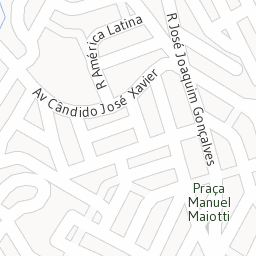 R América Latina
R José Joaquim Gonçalves
Av Cândido José Xavier
Praça
Manuel
Maiotti